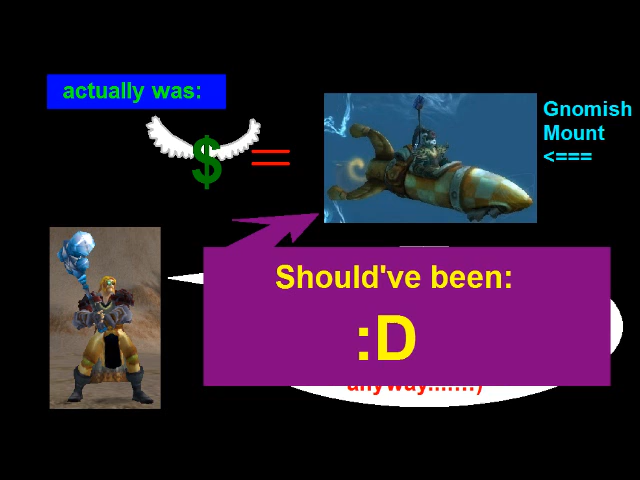 actually was:
$ =
Gnomish
Mount
<===
Should've been:
:D
anyway.......:)